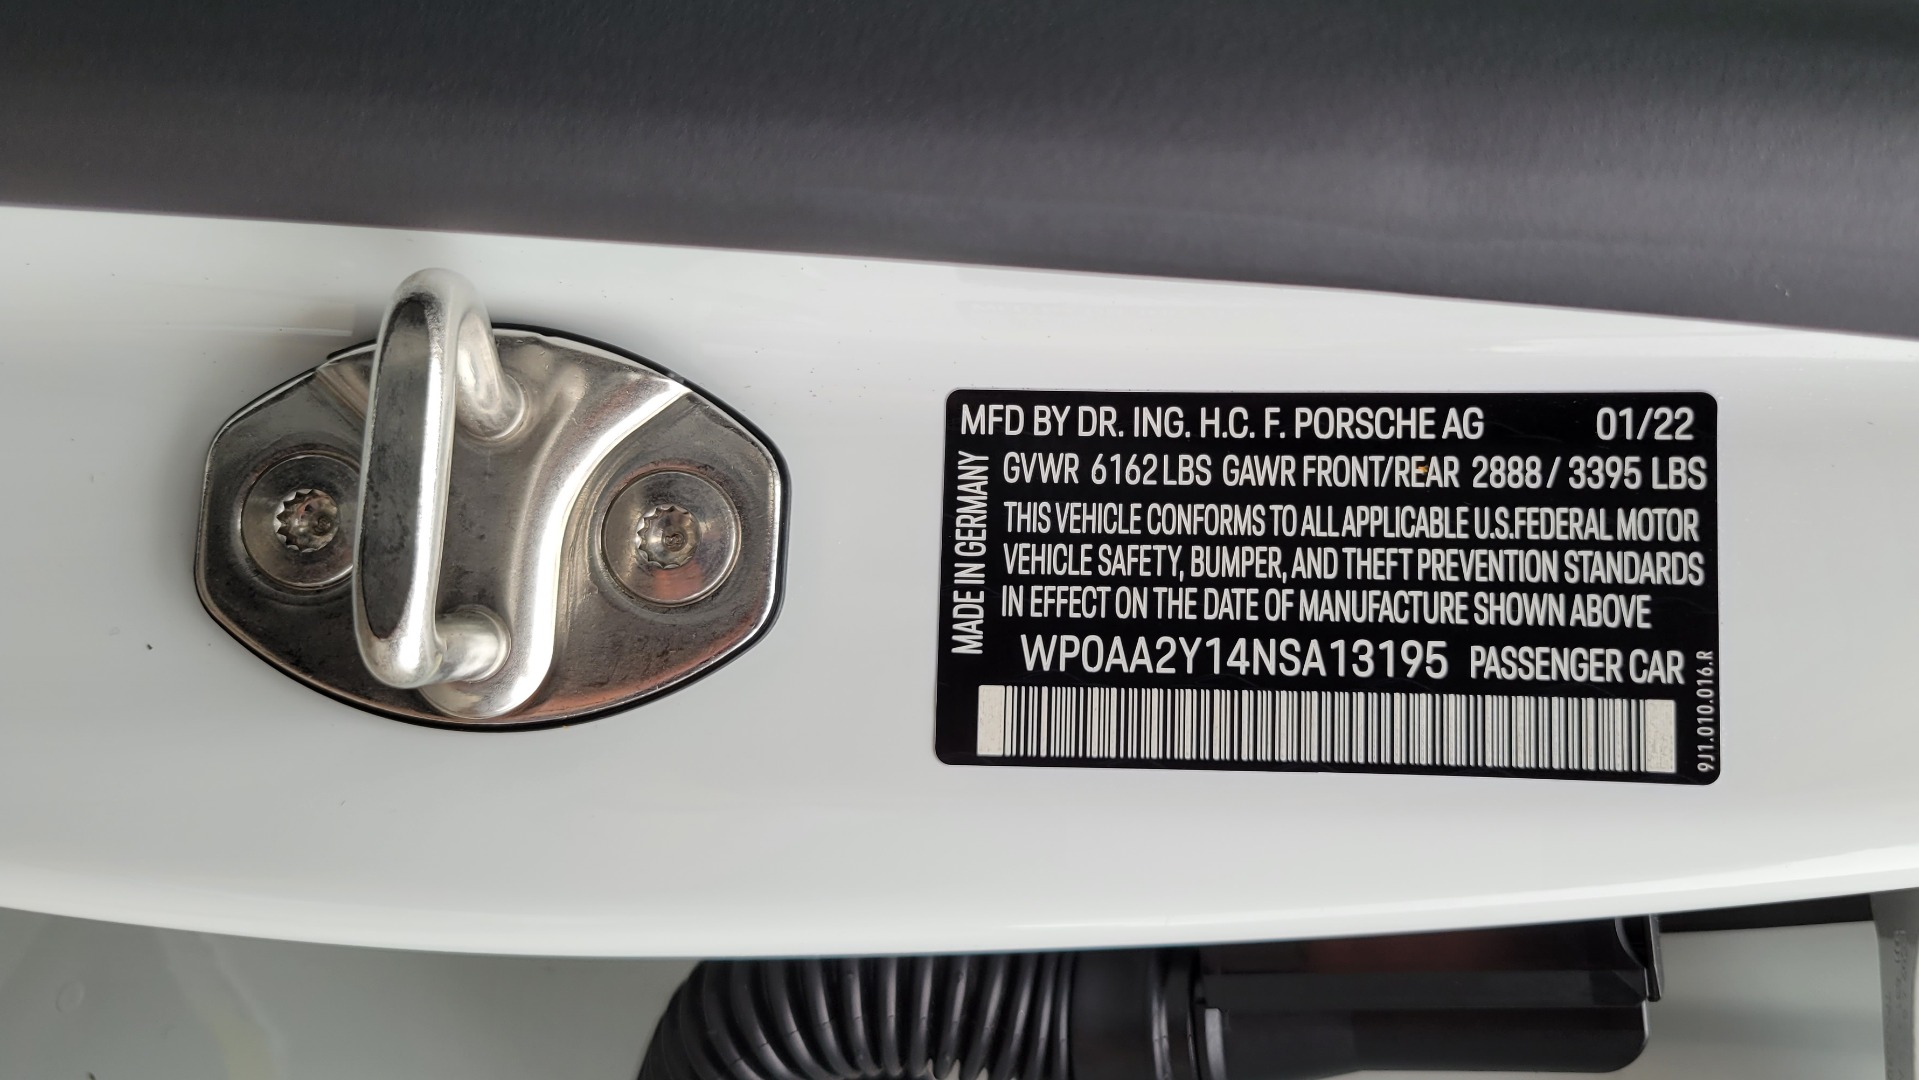 MFD BY DR. ING. H.C. F. PORSCHE AG 01/22
GVWR 6162 LBS GAWR FRONT/REAR 2888 / 3395 LBS
THIS VEHICLE CONFORMS TO ALL APPLICABLE U.S.FEDERAL MOTOR
VEHICLE SAFETY, BUMPER, AND THEFT PREVENTION STANDARDS
IN EFFECT ON THE DATE OF MANUFACTURE SHOWN ABOVE
WP0AA2Y14NSA13195 PASSENGER CAR
MADE IN GERMANY
9J1.010.016.R